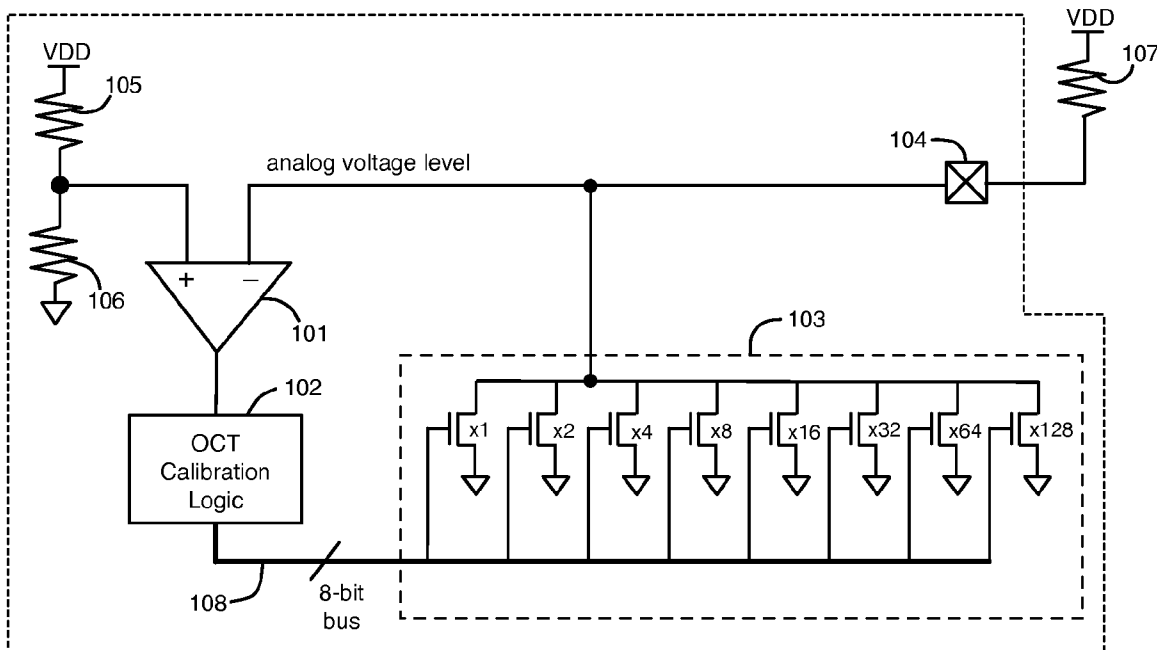 VDD
107
VDD
105
104
analog voltage level
+
−
106
101
103
102
OCT
Calibration
Logic
x1
x2
x4
x8
x16
x32
x64
x128
108
8-bit
bus